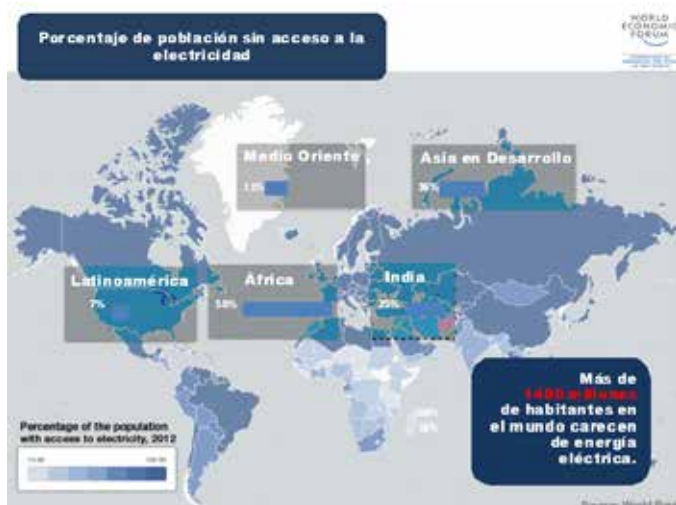 Porcentaje de población sin acceso a la
electricidad
WORLD
ECONOMIC
FORUM
Medio Oriente
Asia en Desarrollo
36%
Latinoamérica
7%
África
58%
India
25%
Más de
1400 millones
de habitantes en
el mundo carecen
de energía
eléctrica.
Percentage of the population
with access to electricity, 2012